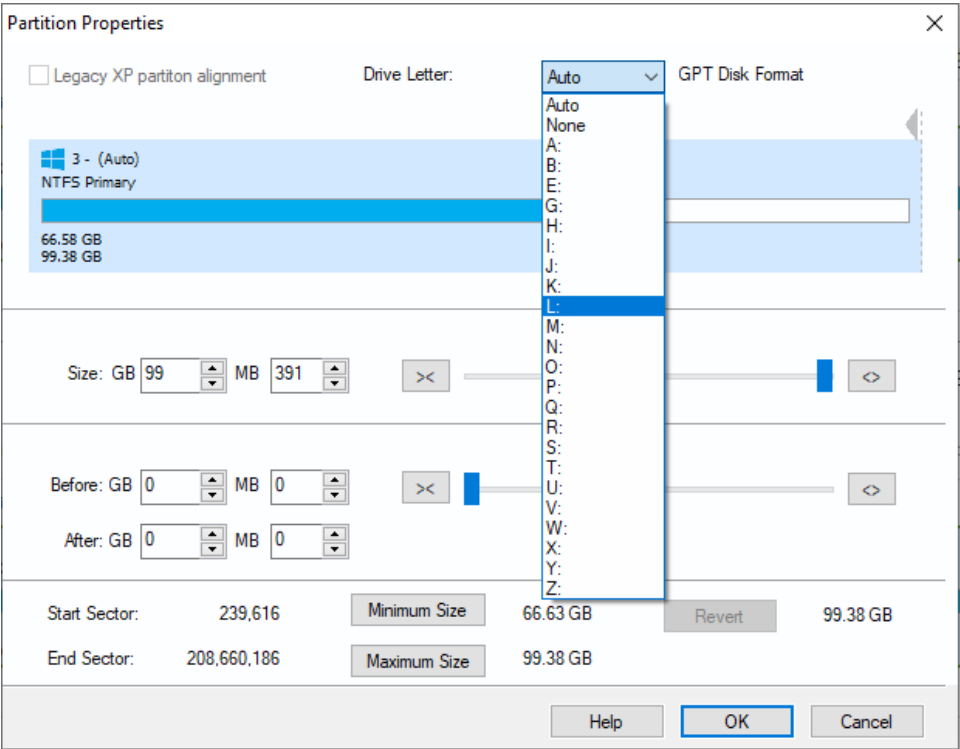 Partition Properties
Legacy XP partiton alignment
Drive Letter:
Auto
GPT Disk Format
Auto
None
A:
B:
E:
G:
H:
I:
J:
K:
L:
M:
N:
O:
P:
Q:
R:
S:
T:
U:
V:
W:
X:
Y:
Z:
3 - (Auto)
NTFS Primary
66.58 GB
99.38 GB
Size: GB 99 MB 391 >< <>
Before: GB 0 MB 0 >< <>
After: GB 0 MB 0
Start Sector: 239,616 Minimum Size 66.63 GB Revert 99.38 GB
End Sector: 208,660,186 Maximum Size 99.38 GB
Help OK Cancel